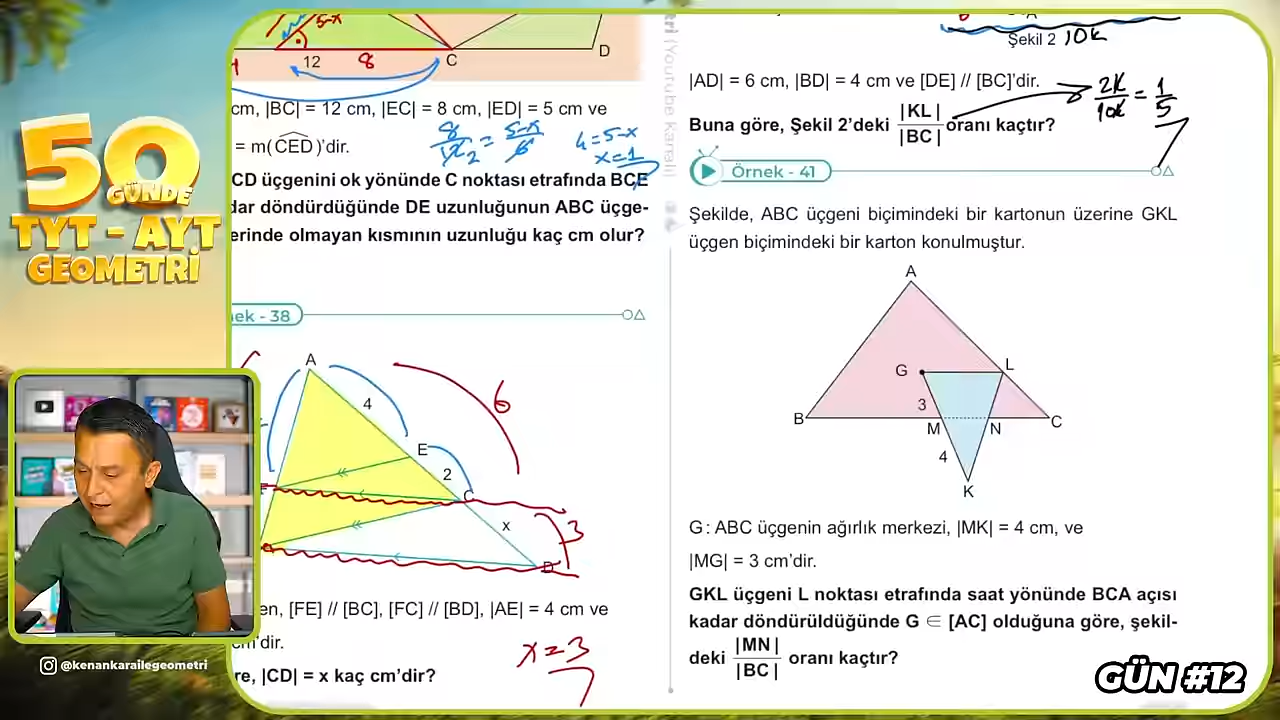 50
GÜNDE
TYT - AYT
GEOMETRİ
@kenankarailegeometri
5-x
12
8
C
D
cm, |BC| = 12 cm, |EC| = 8 cm, |ED| = 5 cm ve
= m(CED)'dir.
4=5-x
x=1
D üçgenini ok yönünde C noktası etrafında BCE
dar döndürdüğünde DE uzunluğunun ABC üçge-
erinde olmayan kısmının uzunluğu kaç cm olur?
ek - 38
A
4
6
E
2
C
x
3
D
en, [FE] // [BC], [FC] // [BD], |AE| = 4 cm ve
cm'dir.
x=3
re, |CD| = x kaç cm'dir?
Şekil 2 10k
|AD| = 6 cm, |BD| = 4 cm ve [DE] // [BC]'dir.
Buna göre, Şekil 2'deki |KL| / |BC| oranı kaçtır?
2k/10k = 1/5
Örnek - 41
Şekilde, ABC üçgeni biçimindeki bir kartonun üzerine GKL
üçgen biçimindeki bir karton konulmuştur.
A
G
L
3
B
M
N
C
4
K
G: ABC üçgenin ağırlık merkezi, |MK| = 4 cm, ve
|MG| = 3 cm'dir.
GKL üçgeni L noktası etrafında saat yönünde BCA açısı
kadar döndürüldüğünde G ∈ [AC] olduğuna göre, şekil-
deki |MN| / |BC| oranı kaçtır?
GÜN #12